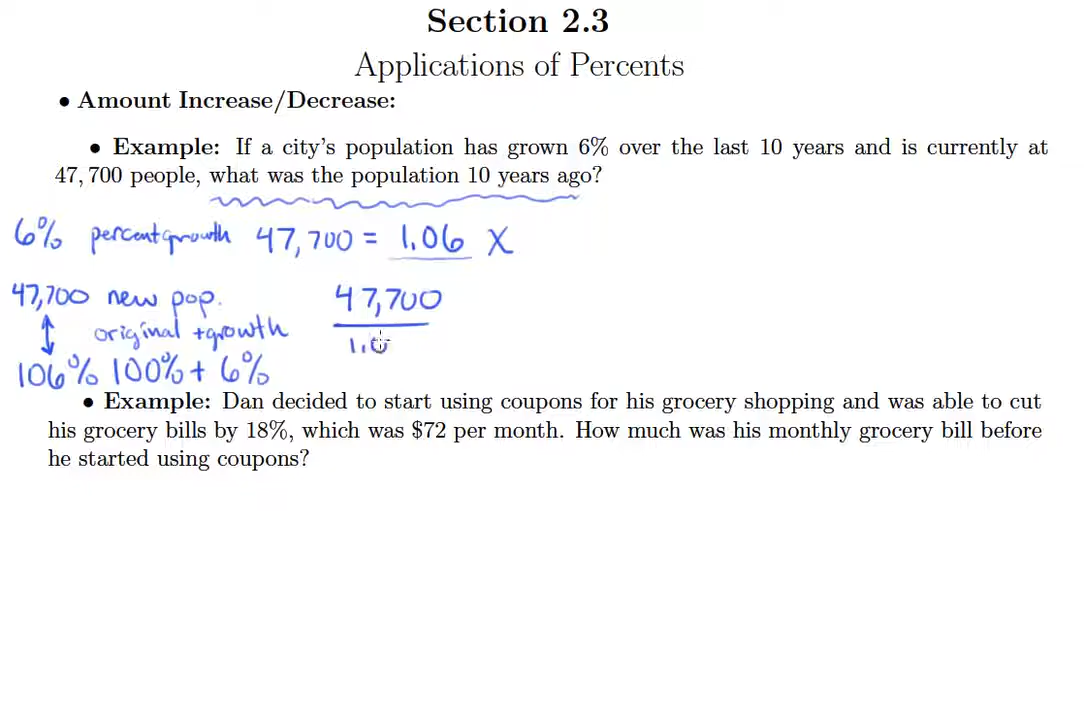 Section 2.3
Applications of Percents
• Amount Increase/Decrease:
• Example: If a city's population has grown 6% over the last 10 years and is currently at
47,700 people, what was the population 10 years ago?
6% percent growth 47,700 = 1.06 X
47,700 new pop.
47,700
original + growth
1.0
106% 100% + 6%
• Example: Dan decided to start using coupons for his grocery shopping and was able to cut
his grocery bills by 18%, which was $72 per month. How much was his monthly grocery bill before
he started using coupons?